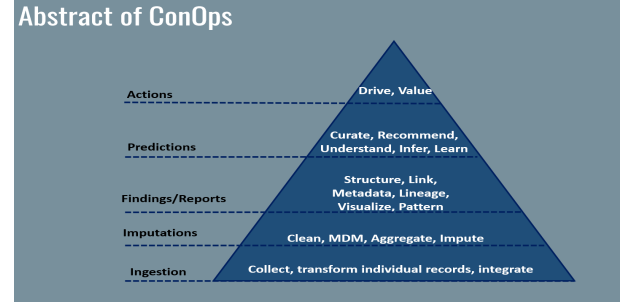 Abstract of ConOps
Actions
Drive, Value
Predictions
Curate, Recommend,
Understand, Infer, Learn
Findings/Reports
Structure, Link,
Metadata, Lineage,
Visualize, Pattern
Imputations
Clean, MDM, Aggregate, Impute
Ingestion
Collect, transform individual records, integrate